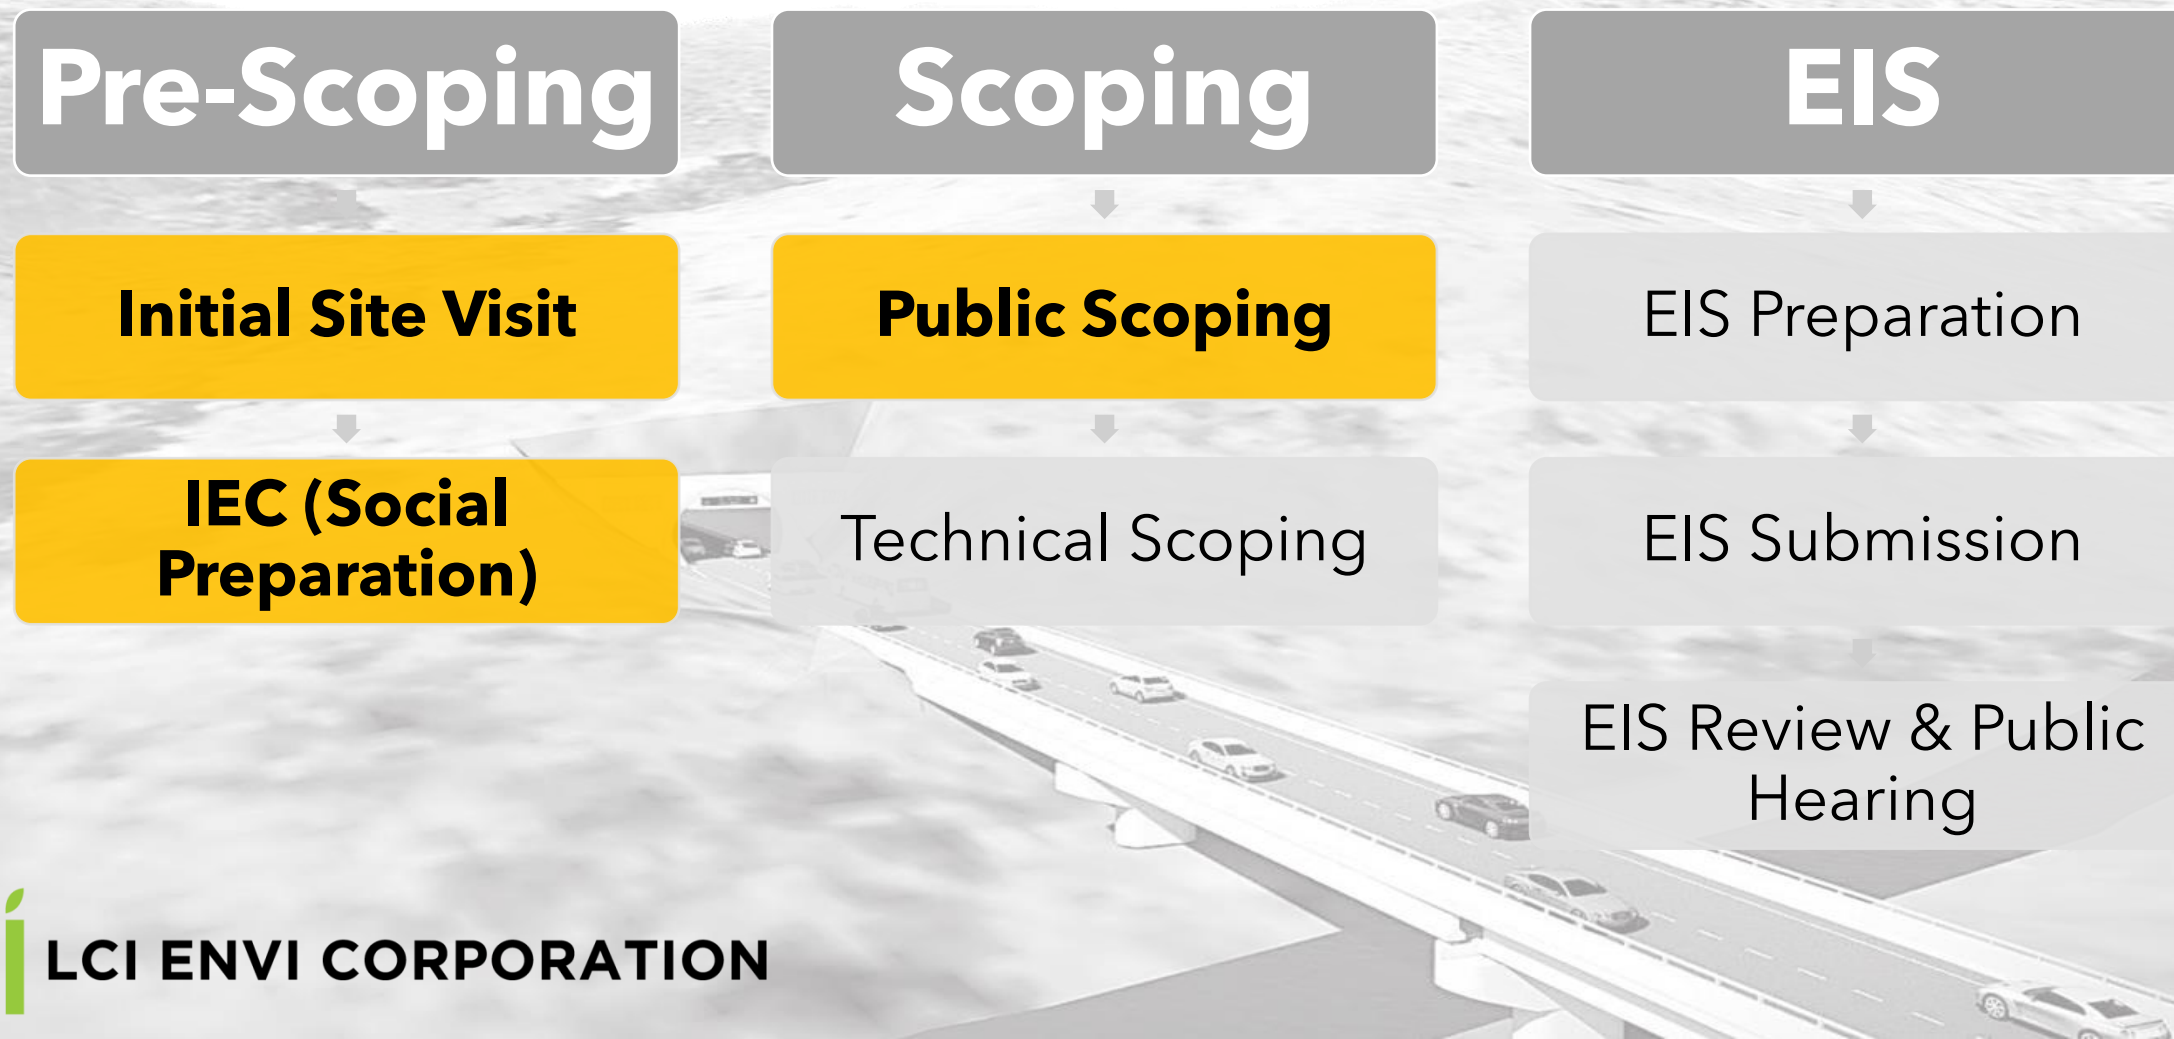 Pre-Scoping
Initial Site Visit
IEC (Social
Preparation)
Scoping
Public Scoping
Technical Scoping
EIS
EIS Preparation
EIS Submission
EIS Review & Public
Hearing
LCI ENVI CORPORATION